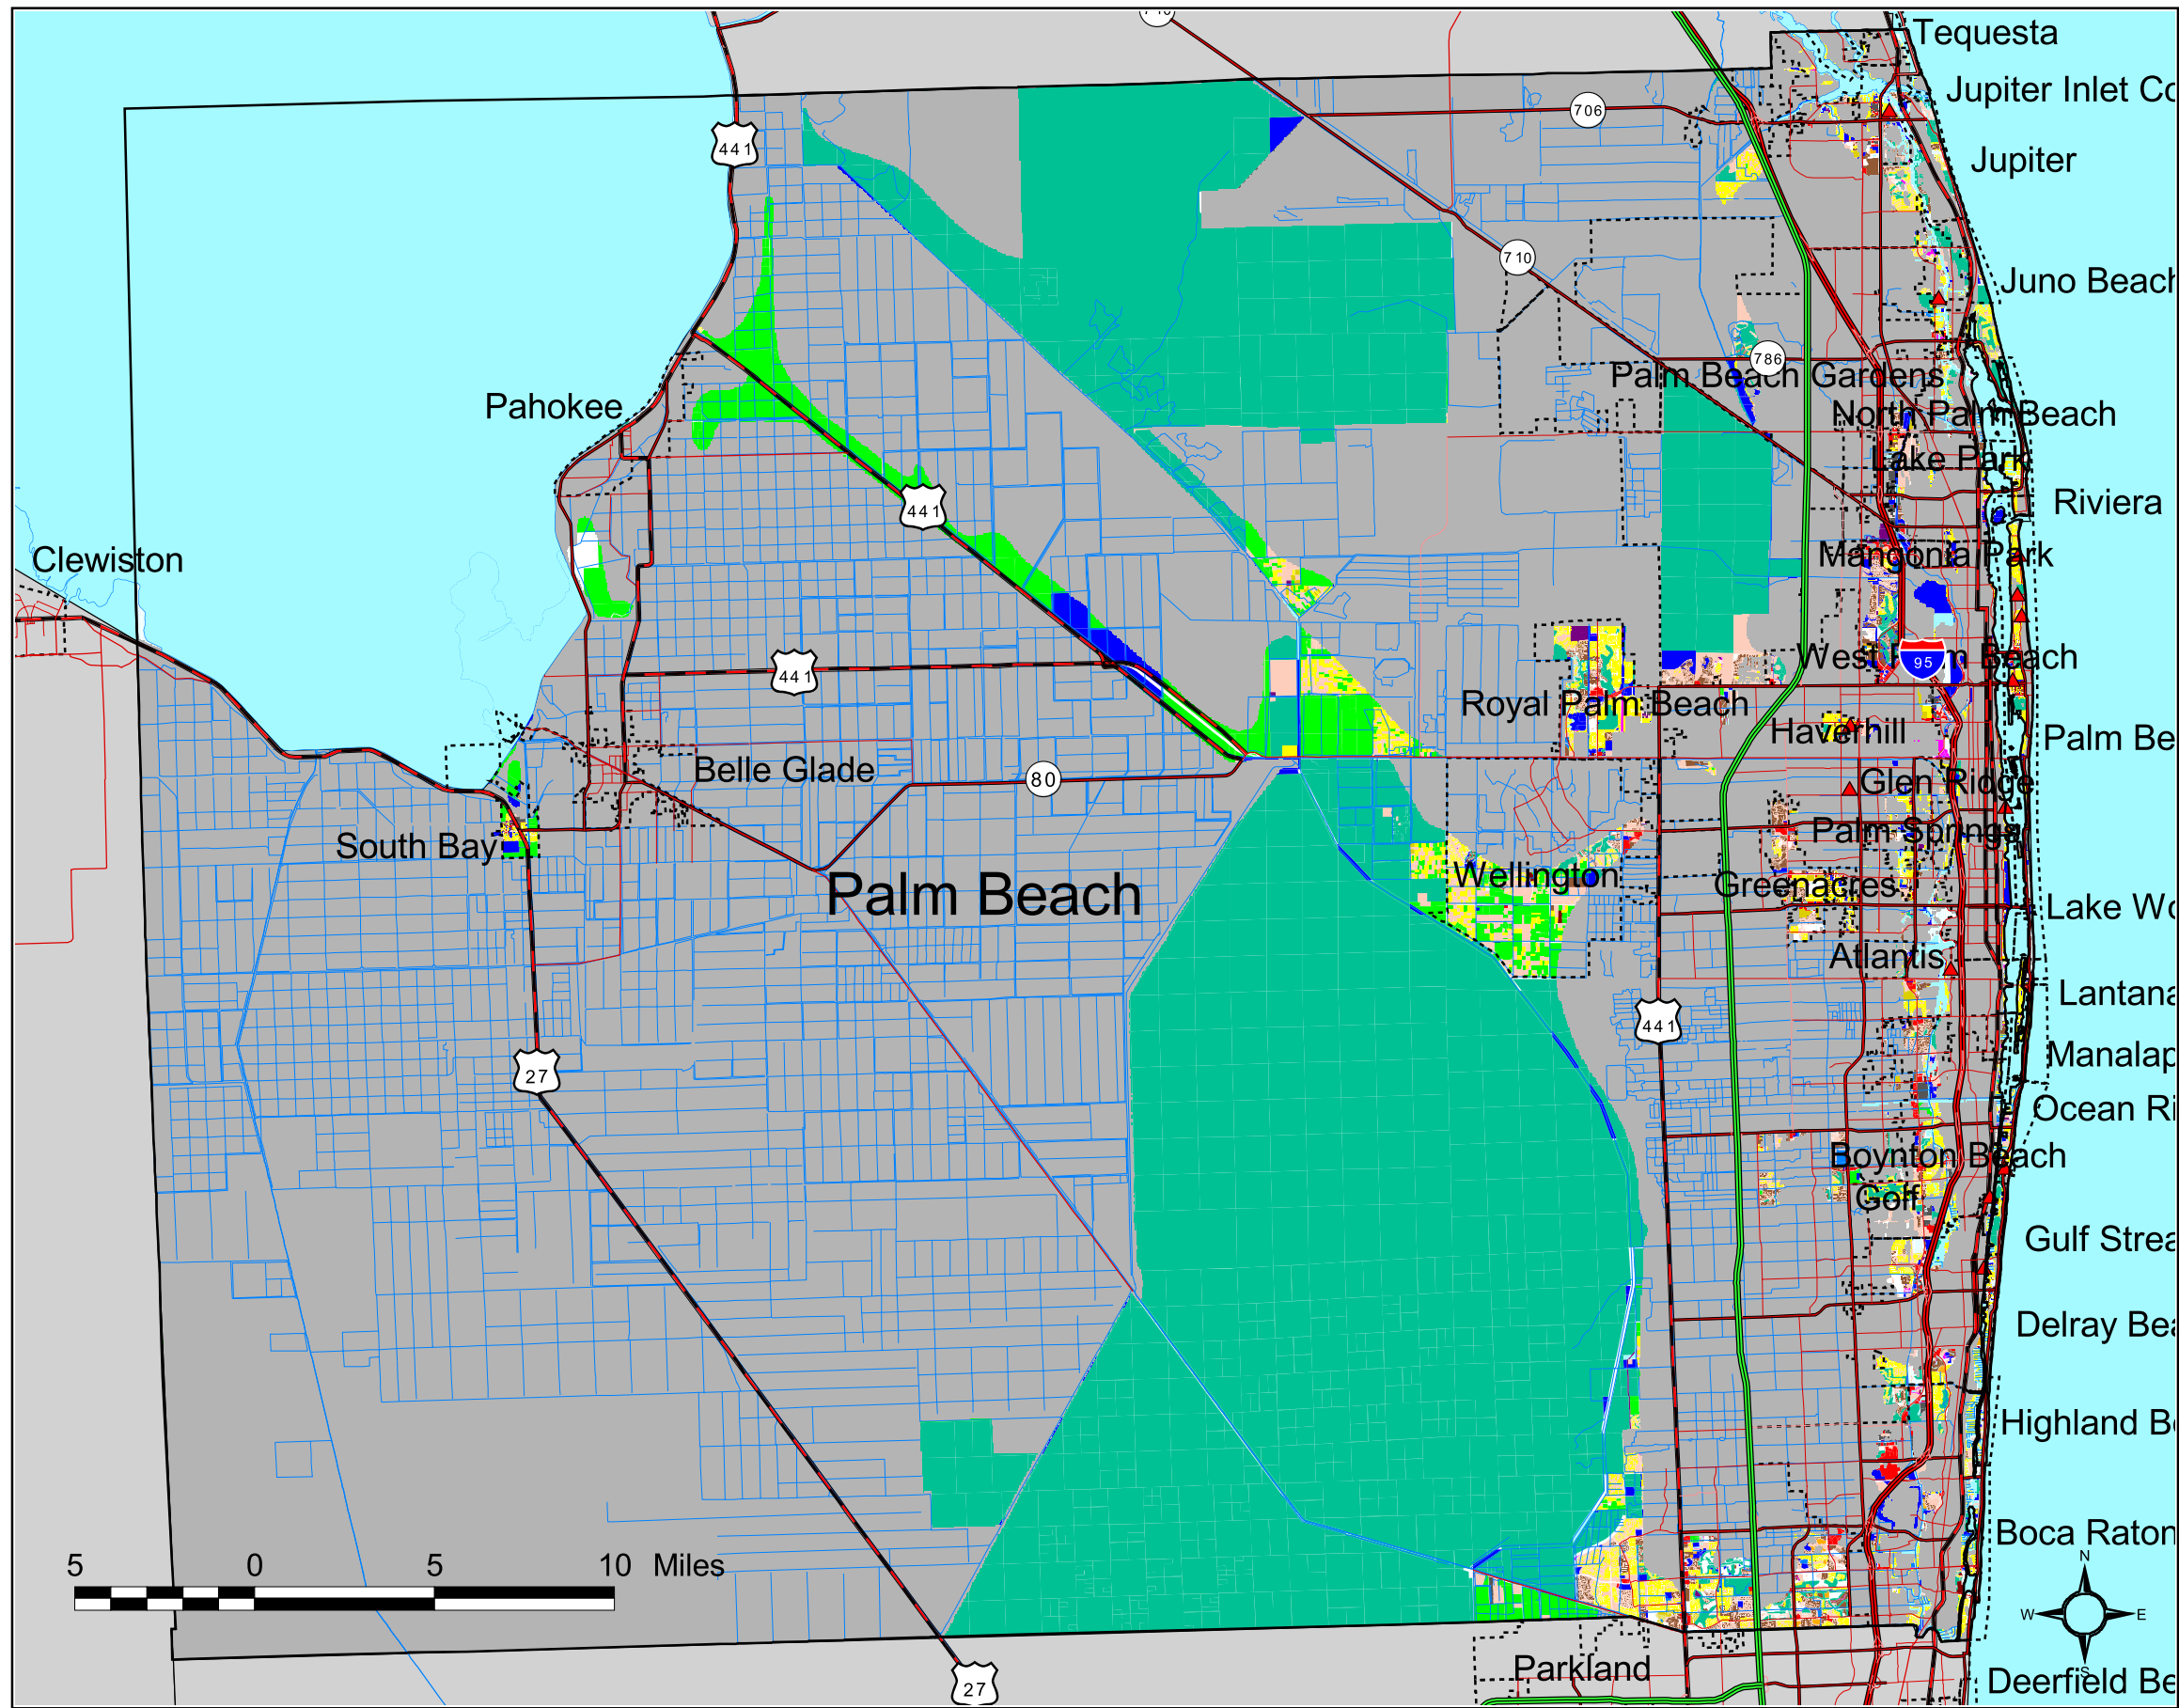 Tequesta
Jupiter Inlet Co
706
441
Jupiter
710
Juno Beach
786
Palm Beach Gardens
Pahokee
North Palm Beach
Lake Park
441
Riviera
Clewiston
Mangonia Park
West Palm Beach
95
441
Royal Palm Beach
Haverhill
Palm Be
Belle Glade
80
Glen Ridge
Palm Springs
South Bay
Wellington
Greenacres
Palm Beach
Lake Wo
Atlantis
Lantana
441
27
Manalap
Ocean Ri
Boynton Beach
Golf
Gulf Strea
Delray Bea
Highland Be
Boca Raton
5 0 5 10 Miles
N
W E
S
Parkland
27
Deerfield Be